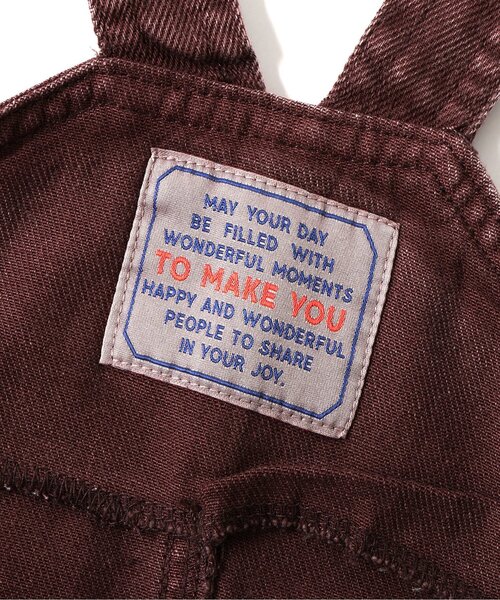 MAY YOUR DAY
BE FILLED WITH
WONDERFUL MOMENTS
TO MAKE YOU
HAPPY AND WONDERFUL
PEOPLE TO SHARE
IN YOUR JOY.